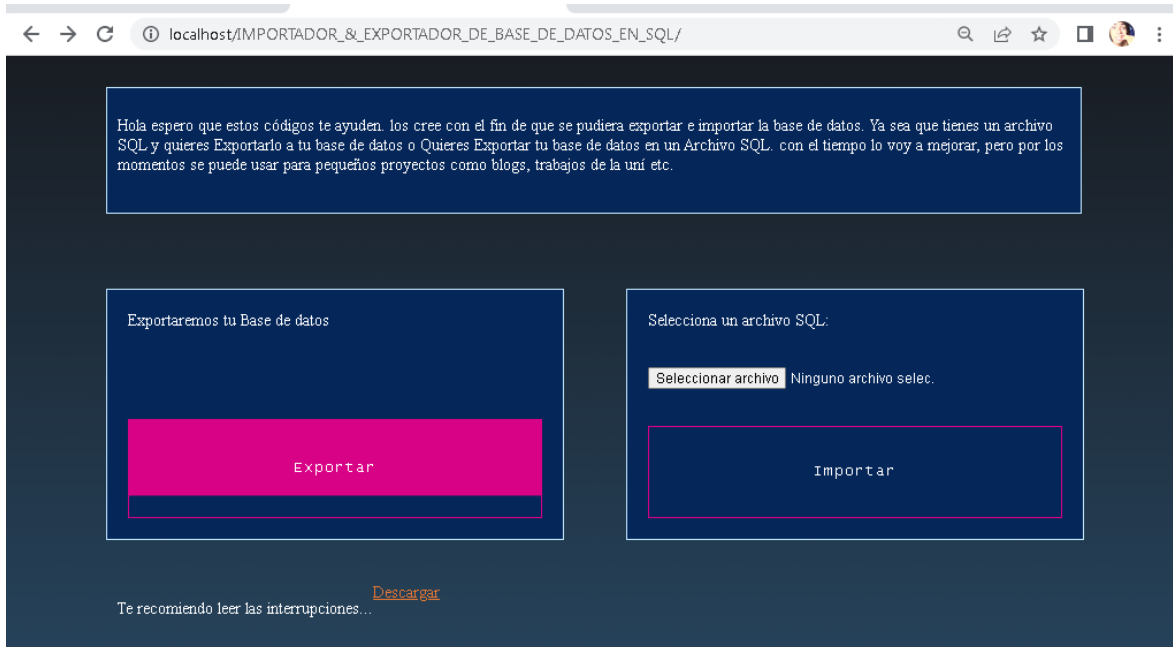 localhost/IMPORTADOR_&_EXPORTADOR_DE_BASE_DE_DATOS_EN_SQL/
Hola espero que estos códigos te ayuden. los cree con el fin de que se pudiera exportar e importar la base de datos. Ya sea que tienes un archivo
SQL y quieres Exportarlo a tu base de datos o Quieres Exportar tu base de datos en un Archivo SQL. con el tiempo lo voy a mejorar, pero por los
momentos se puede usar para pequeños proyectos como blogs, trabajos de la uní etc.
Exportaremos tu Base de datos
Exportar
Selecciona un archivo SQL:
Seleccionar archivo Ninguno archivo selec.
Importar
Descargar
Te recomiendo leer las interrupciones...